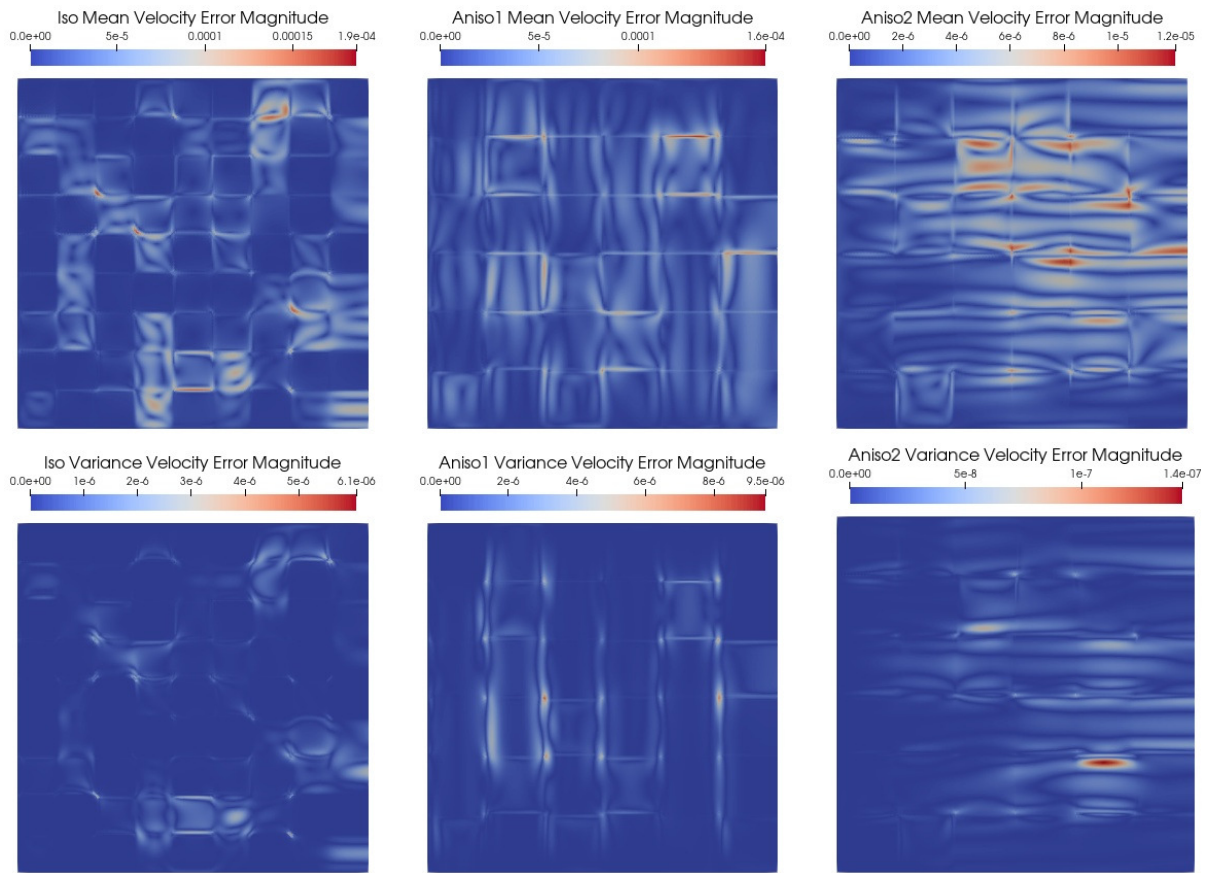 Iso Mean Velocity Error Magnitude
0.0e+00 5e-5 0.0001 0.00015 1.9e-04
Aniso1 Mean Velocity Error Magnitude
0.0e+00 5e-5 0.0001 1.6e-04
Aniso2 Mean Velocity Error Magnitude
0.0e+00 2e-6 4e-6 6e-6 8e-6 1e-5 1.2e-05
Iso Variance Velocity Error Magnitude
0.0e+00 1e-6 2e-6 3e-6 4e-6 5e-6 6.1e-06
Aniso1 Variance Velocity Error Magnitude
0.0e+00 2e-6 4e-6 6e-6 8e-6 9.5e-06
Aniso2 Variance Velocity Error Magnitude
0.0e+00 5e-8 1e-7 1.4e-07